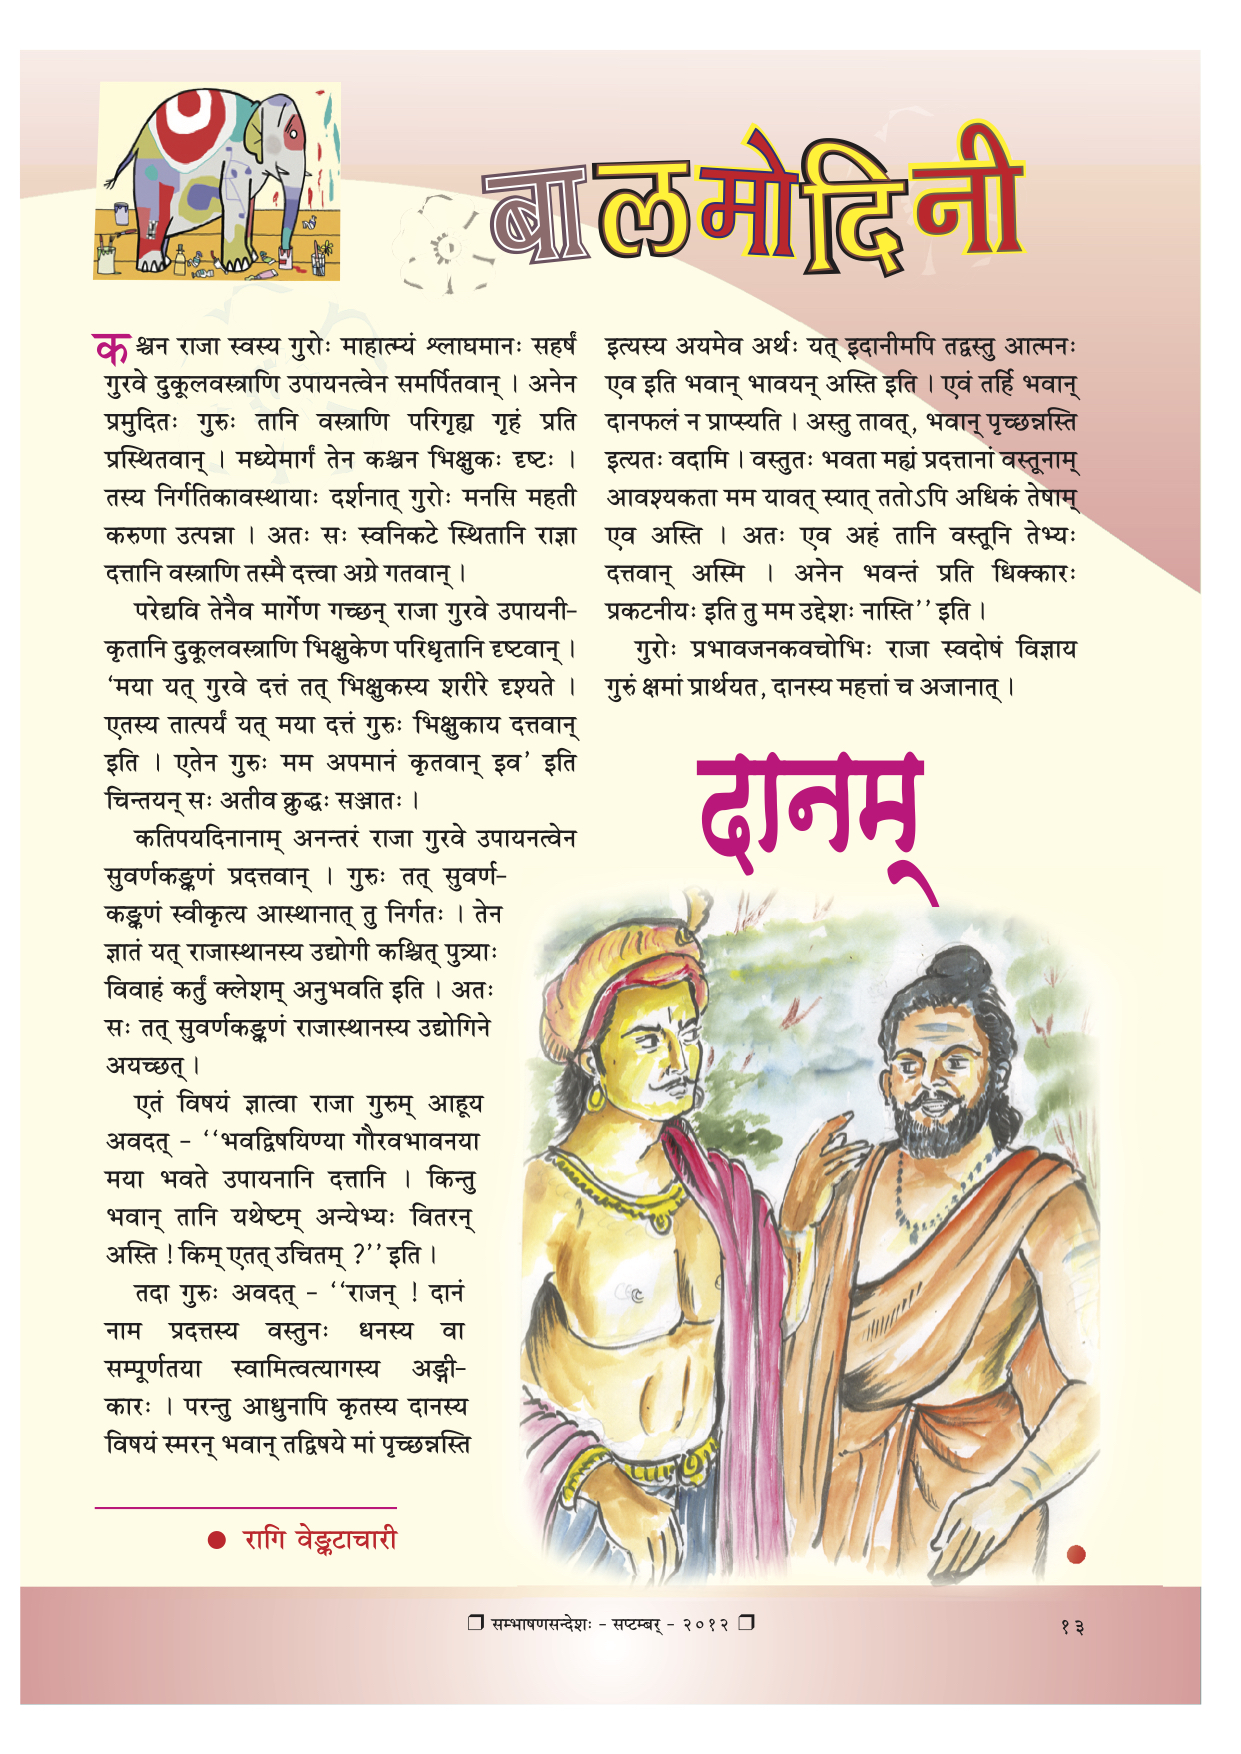 बालमोदिनी
कश्चन राजा स्वस्य गुरोः माहात्म्यं श्लाघमानः सहर्षं
गुरवे दुकूलवस्त्राणि उपायनत्वेन समर्पितवान् । अनेन
प्रमुदितः गुरुः तानि वस्त्राणि परिगृह्य गृहं प्रति
प्रस्थितवान् । मध्येमार्गं तेन कश्चन भिक्षुकः दृष्टः ।
तस्य निर्गतिकावस्थायाः दर्शनात् गुरोः मनसि महती
करुणा उत्पन्ना । अतः सः स्वनिकटे स्थितानि राज्ञा
दत्तानि वस्त्राणि तस्मै दत्त्वा अग्रे गतवान् ।
परेद्यवि तेनैव मार्गेण गच्छन् राजा गुरवे उपायनी-
कृतानि दुकूलवस्त्राणि भिक्षुकेण परिधृतानि दृष्टवान् ।
‘मया यत् गुरवे दत्तं तत् भिक्षुकस्य शरीरे दृश्यते ।
एतस्य तात्पर्यं यत् मया दत्तं गुरुः भिक्षुकाय दत्तवान्
इति । एतेन गुरुः मम अपमानं कृतवान् इव’ इति
चिन्तयन् सः अतीव क्रुद्धः सञ्जातः ।
कतिपयदिनानाम् अनन्तरं राजा गुरवे उपायनत्वेन
सुवर्णकङ्कणं प्रदत्तवान् । गुरुः तत् सुवर्ण-
कङ्कणं स्वीकृत्य आस्थानात् तु निर्गतः । तेन
ज्ञातं यत् राजास्थानस्य उद्योगी कश्चित् पुत्र्याः
विवाहं कर्तुं क्लेशम् अनुभवति इति । अतः
सः तत् सुवर्णकङ्कणं राजास्थानस्य उद्योगिने
अयच्छत् ।
एतं विषयं ज्ञात्वा राजा गुरुम् आहूय
अवदत् - ‘‘भवद्विषयिण्या गौरवभावनया
मया भवते उपायनानि दत्तानि । किन्तु
भवान् तानि यथेष्टम् अन्येभ्यः वितरन्
अस्ति ! किम् एतत् उचितम् ?’’ इति ।
तदा गुरुः अवदत् - ‘‘राजन् ! दानं
नाम प्रदत्तस्य वस्तुनः धनस्य वा
सम्पूर्णतया स्वामित्वत्यागस्य अङ्गी-
कारः । परन्तु आधुनापि कृतस्य दानस्य
विषयं स्मरन् भवान् तद्विषये मां पृच्छन्नस्ति
● रागि वेङ्कटाचारी
इत्यस्य अयमेव अर्थः यत् इदानीमपि तद्वस्तु आत्मनः
एव इति भवान् भावयन् अस्ति इति । एवं तर्हि भवान्
दानफलं न प्राप्स्यति । अस्तु तावत्, भवान् पृच्छन्नस्ति
इत्यतः वदामि । वस्तुतः भवता मह्यं प्रदत्तानां वस्तूनाम्
आवश्यकता मम यावत् स्यात् ततोऽपि अधिकं तेषाम्
एव अस्ति । अतः एव अहं तानि वस्तूनि तेभ्यः
दत्तवान् अस्मि । अनेन भवन्तं प्रति धिक्कारः
प्रकटनीयः इति तु मम उद्देशः नास्ति’’ इति ।
गुरोः प्रभावजनकवचोभिः राजा स्वदोषं विज्ञाय
गुरुं क्षमां प्रार्थयत, दानस्य महत्तां च अजानात् ।
दानम्
❐ सम्भाषणसन्देशः - सप्टम्बर् - २०१२ ❐
१३